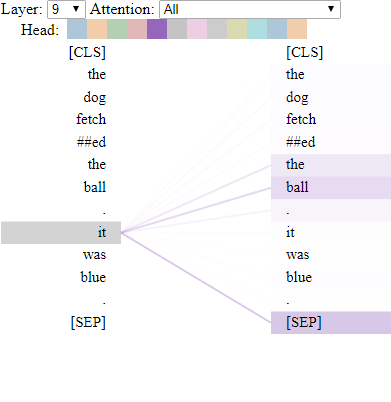 Layer: 9 Attention: All
Head:
[CLS] [CLS]
the the
dog dog
fetch fetch
##ed ##ed
the the
ball ball
. .
it it
was was
blue blue
. .
[SEP] [SEP]